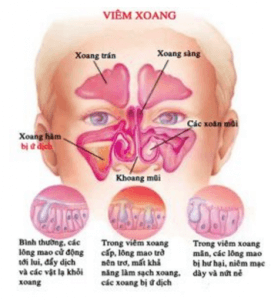 VIÊM XOANG
Xoang trán
Xoang sàng
Các xoăn mũi
Xoang hàm
bị ứ dịch
Khoang mũi
Bình thường, các
lông mao cử động
tới lui, đẩy dịch
và các vật lạ khỏi
xoang
Trong viêm xoang
cấp, lông mao trở
nên trơ, mất khả
năng làm sạch xoang,
các xoang bị ứ dịch
Trong viêm xoang
mãn, các lông mao
bị hư hại, niêm mạc
dày và nứt nẻ